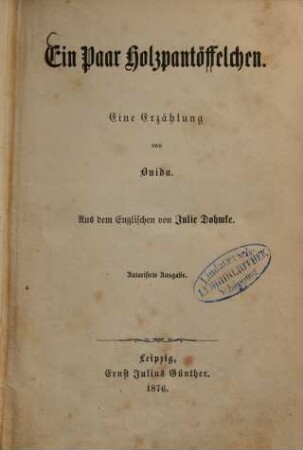 Ein Paar Holzpantöffelchen.
Eine Erzählung
von
Ouida.
Aus dem Englischen von Julie Dohmke.
Autorisirte Ausgabe.
Leipzig,
Ernst Julius Günther.
1876.